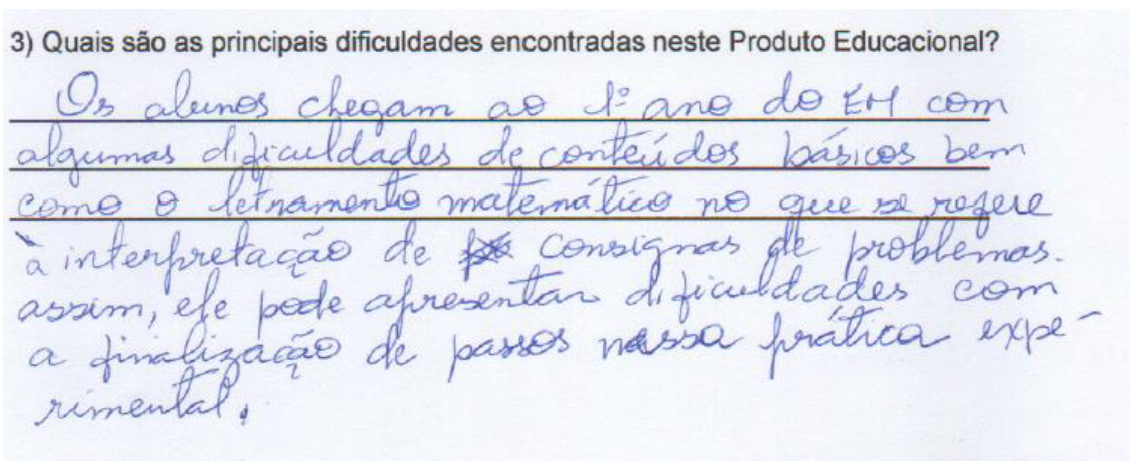 3) Quais são as principais dificuldades encontradas neste Produto Educacional?
Os alunos chegam ao 1º ano do EM com
algumas dificuldades de conteúdos básicos bem
como o letramento matemático no que se refere
à interpretação de consignas de problemas.
assim, ele pode apresentar dificuldades com
a finalização de passos nessa prática expe-
rimental.